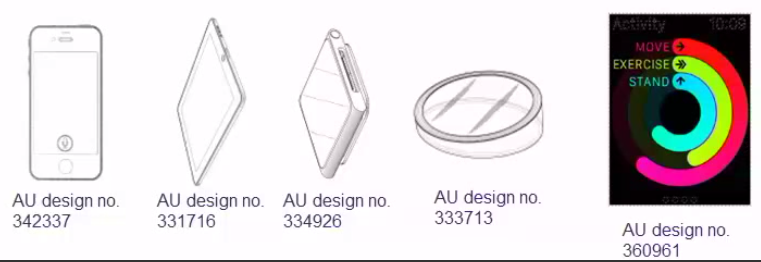 Activity 10:09
MOVE
EXERCISE
STAND
AU design no.
342337
AU design no.
331716
AU design no.
334926
AU design no.
333713
AU design no.
360961